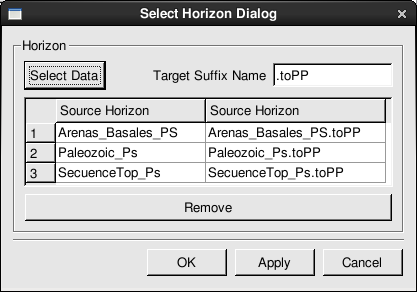 Select Horizon Dialog
Horizon
Select Data Target Suffix Name .toPP
Source Horizon Source Horizon
1 Arenas_Basales_PS Arenas_Basales_PS.toPP
2 Paleozoic_Ps Paleozoic_Ps.toPP
3 SecuenceTop_Ps SecuenceTop_Ps.toPP
Remove
OK Apply Cancel